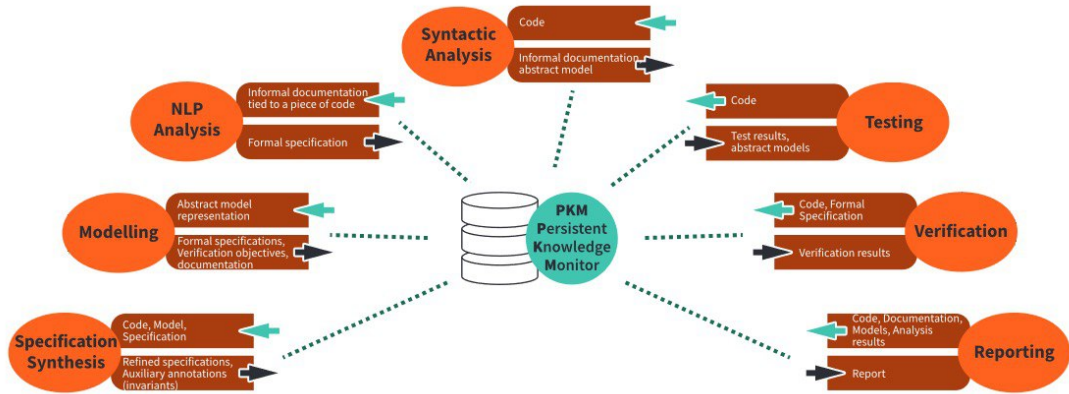 Syntactic
Analysis
Code
Informal documentation,
abstract model
NLP
Analysis
Informal documentation
tied to a piece of code
Formal specification
Code
Test results,
abstract models
Testing
Modelling
Abstract model
representation
Formal specifications,
Verification objectives,
documentation
PKM
Persistent
Knowledge
Monitor
Code, Formal
Specification
Verification results
Verification
Specification
Synthesis
Code, Model,
Specification
Refined specifications,
Auxiliary annotations
(invariants)
Code, Documentation,
Models, Analysis
results
Report
Reporting